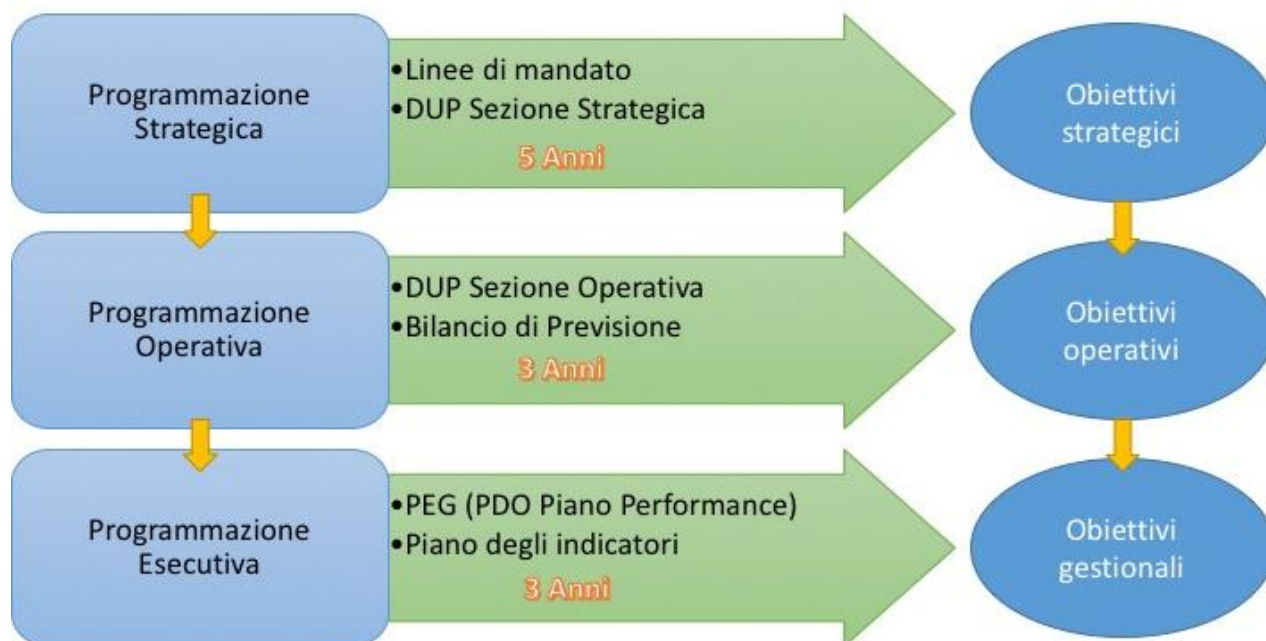 Programmazione
Strategica
•Linee di mandato
•DUP Sezione Strategica
5 Anni
Obiettivi
strategici
Programmazione
Operativa
•DUP Sezione Operativa
•Bilancio di Previsione
3 Anni
Obiettivi
operativi
Programmazione
Esecutiva
•PEG (PDO Piano Performance)
•Piano degli indicatori
3 Anni
Obiettivi
gestionali